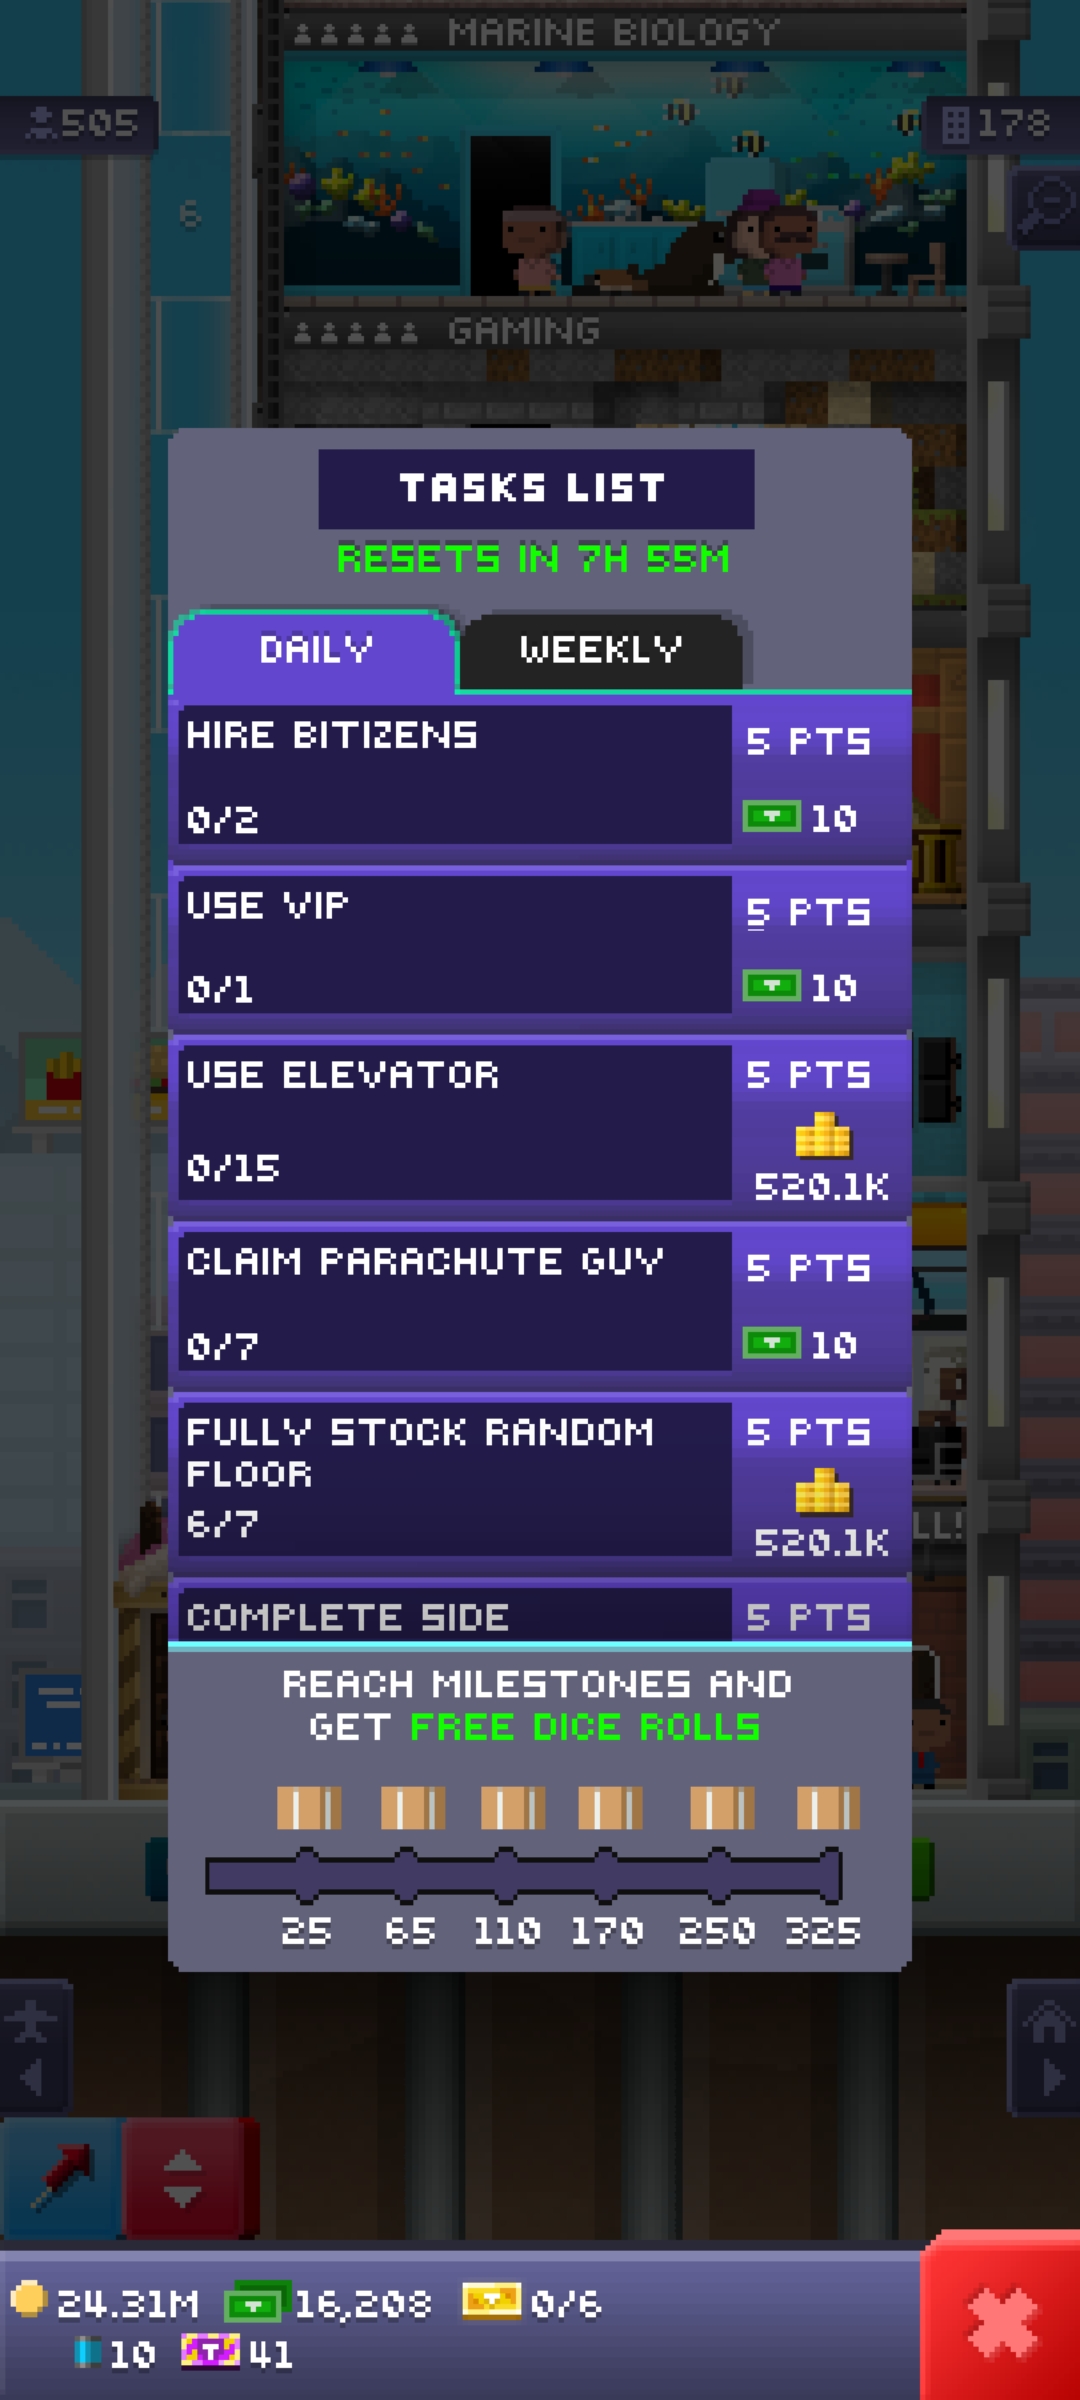 MARINE BIOLOGY
505
178
6
GAMING
TASKS LIST
RESETS IN 7H 55M
DAILY
WEEKLY
HIRE BITIZENS
5 PTS
0/2
10
USE VIP
5 PTS
0/1
10
USE ELEVATOR
5 PTS
0/15
520.1K
CLAIM PARACHUTE GUY
5 PTS
0/7
10
FULLY STOCK RANDOM
FLOOR
5 PTS
6/7
520.1K
LL!
COMPLETE SIDE
5 PTS
REACH MILESTONES AND
GET FREE DICE ROLLS
25
65
110
170
250
325
24.31M
16,208
0/6
10
41